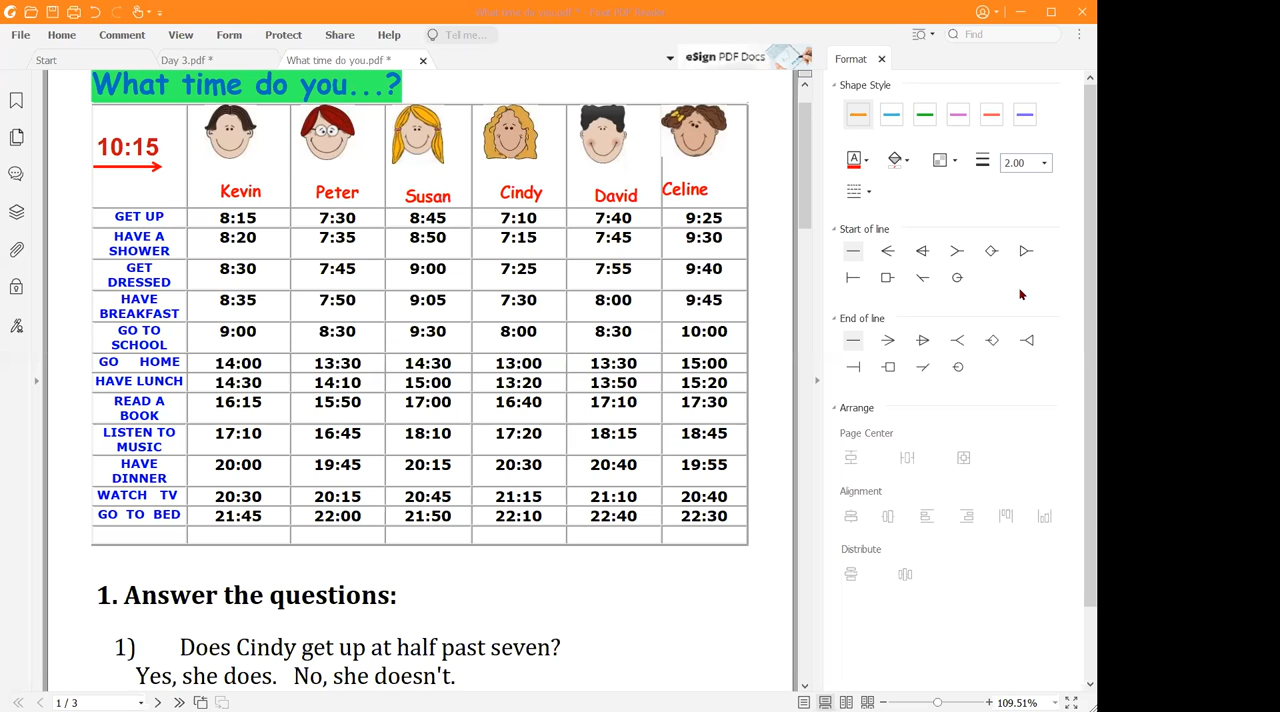 What time do you.pdf * - Foxit PDF Reader
File Home Comment View Form Protect Share Help Tell me... Find
Start Day 3.pdf * What time do you.pdf * eSign PDF Docs
What time do you...?
10:15
Kevin Peter Susan Cindy David Celine
GET UP 8:15 7:30 8:45 7:10 7:40 9:25
HAVE A SHOWER 8:20 7:35 8:50 7:15 7:45 9:30
GET DRESSED 8:30 7:45 9:00 7:25 7:55 9:40
HAVE BREAKFAST 8:35 7:50 9:05 7:30 8:00 9:45
GO TO SCHOOL 9:00 8:30 9:30 8:00 8:30 10:00
GO HOME 14:00 13:30 14:30 13:00 13:30 15:00
HAVE LUNCH 14:30 14:10 15:00 13:20 13:50 15:20
READ A BOOK 16:15 15:50 17:00 16:40 17:10 17:30
LISTEN TO MUSIC 17:10 16:45 18:10 17:20 18:15 18:45
HAVE DINNER 20:00 19:45 20:15 20:30 20:40 19:55
WATCH TV 20:30 20:15 20:45 21:15 21:10 20:40
GO TO BED 21:45 22:00 21:50 22:10 22:40 22:30
1. Answer the questions:
1) Does Cindy get up at half past seven?
Yes, she does. No, she doesn't.
Format
Shape Style
A
2.00
Start of line
End of line
Arrange
Page Center
Alignment
Distribute
1 / 3
109.51%